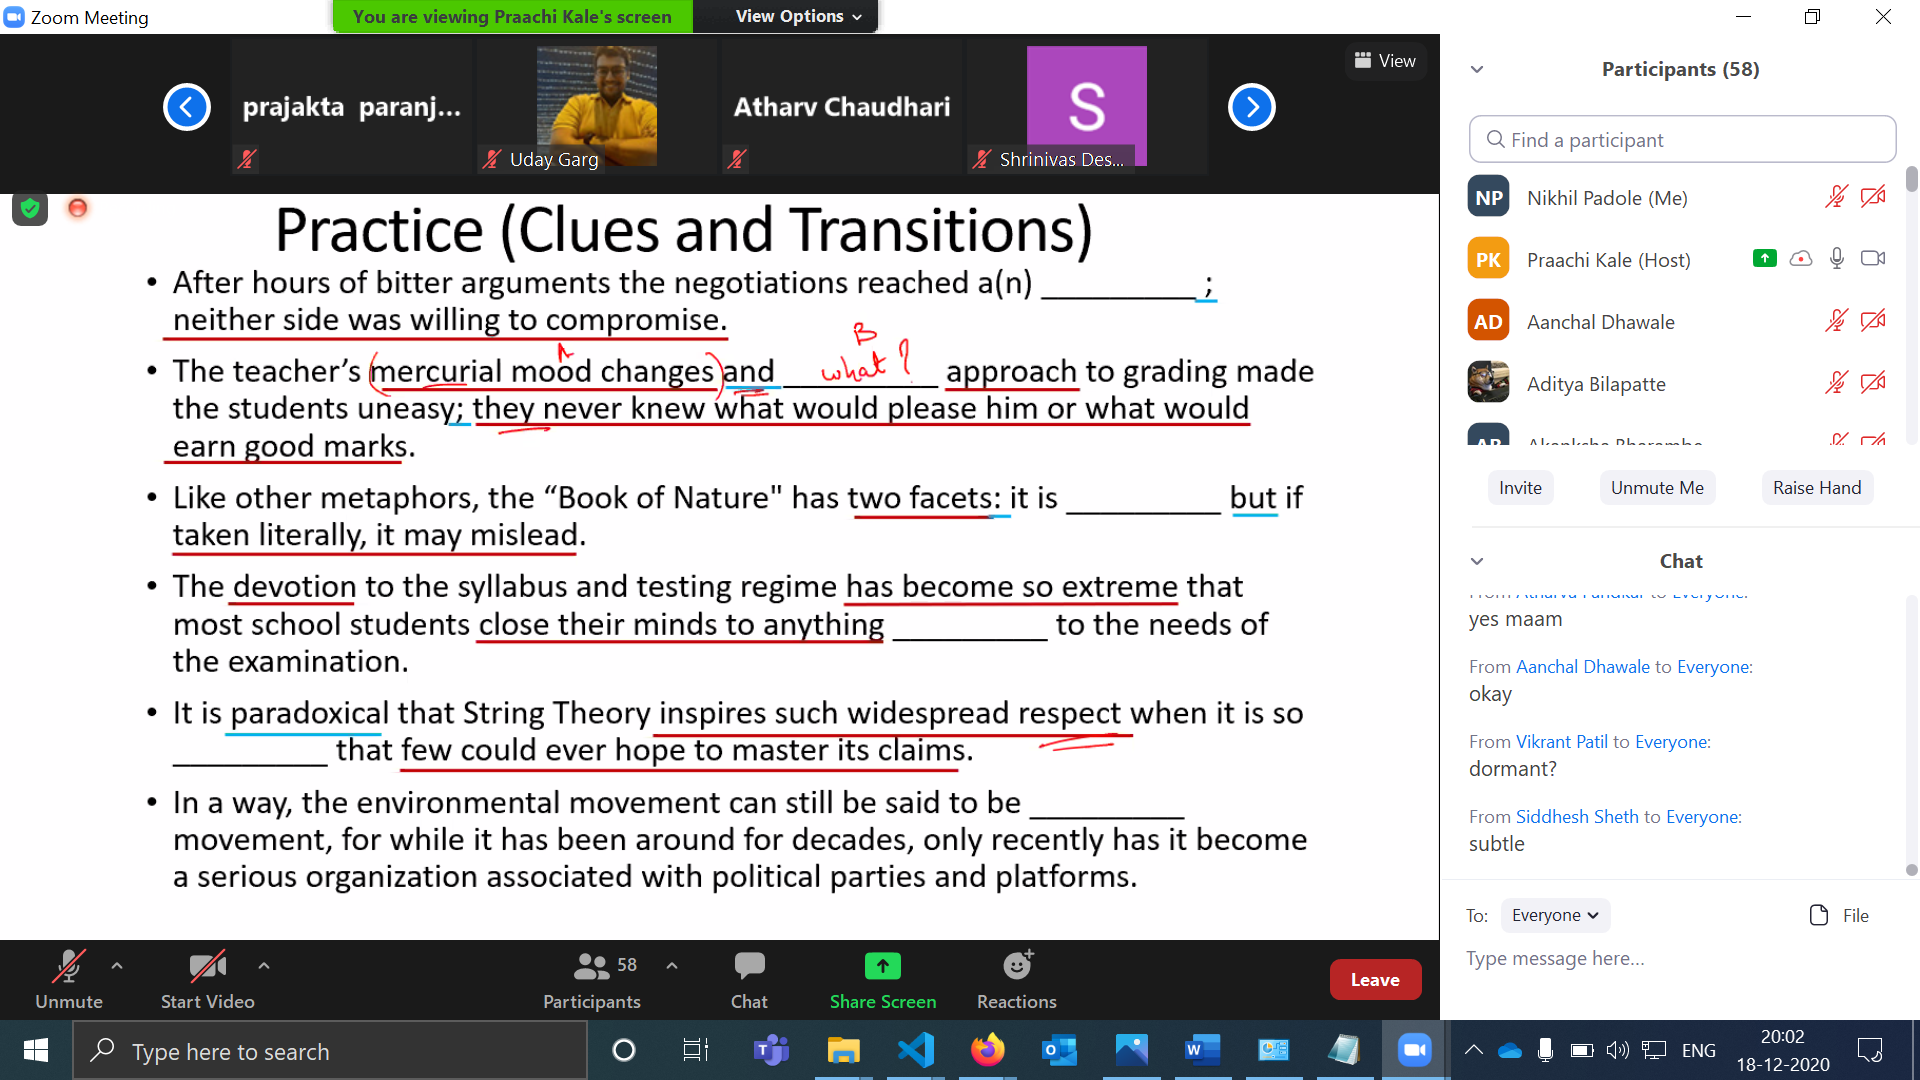 Zoom Meeting
You are viewing Praachi Kale's screen
View Options
View
prajakta paranj...
Uday Garg
Atharv Chaudhari
S
Shrinivas Des...
Practice (Clues and Transitions)
• After hours of bitter arguments the negotiations reached a(n) _________ ;
neither side was willing to compromise.
A
B
what?
• The teacher's (mercurial mood changes) and _________ approach to grading made
the students uneasy; they never knew what would please him or what would
earn good marks.
• Like other metaphors, the “Book of Nature" has two facets: it is _________ but if
taken literally, it may mislead.
• The devotion to the syllabus and testing regime has become so extreme that
most school students close their minds to anything _________ to the needs of
the examination.
• It is paradoxical that String Theory inspires such widespread respect when it is so
_________ that few could ever hope to master its claims.
• In a way, the environmental movement can still be said to be _________
movement, for while it has been around for decades, only recently has it become
a serious organization associated with political parties and platforms.
Participants (58)
Find a participant
NP Nikhil Padole (Me)
PK Praachi Kale (Host)
AD Aanchal Dhawale
Aditya Bilapatte
Invite
Unmute Me
Raise Hand
Chat
yes maam
From Aanchal Dhawale to Everyone:
okay
From Vikrant Patil to Everyone:
dormant?
From Siddhesh Sheth to Everyone:
subtle
To: Everyone
File
Type message here...
Unmute
Start Video
58
Participants
Chat
Share Screen
Reactions
Leave
Type here to search
ENG
20:02
18-12-2020